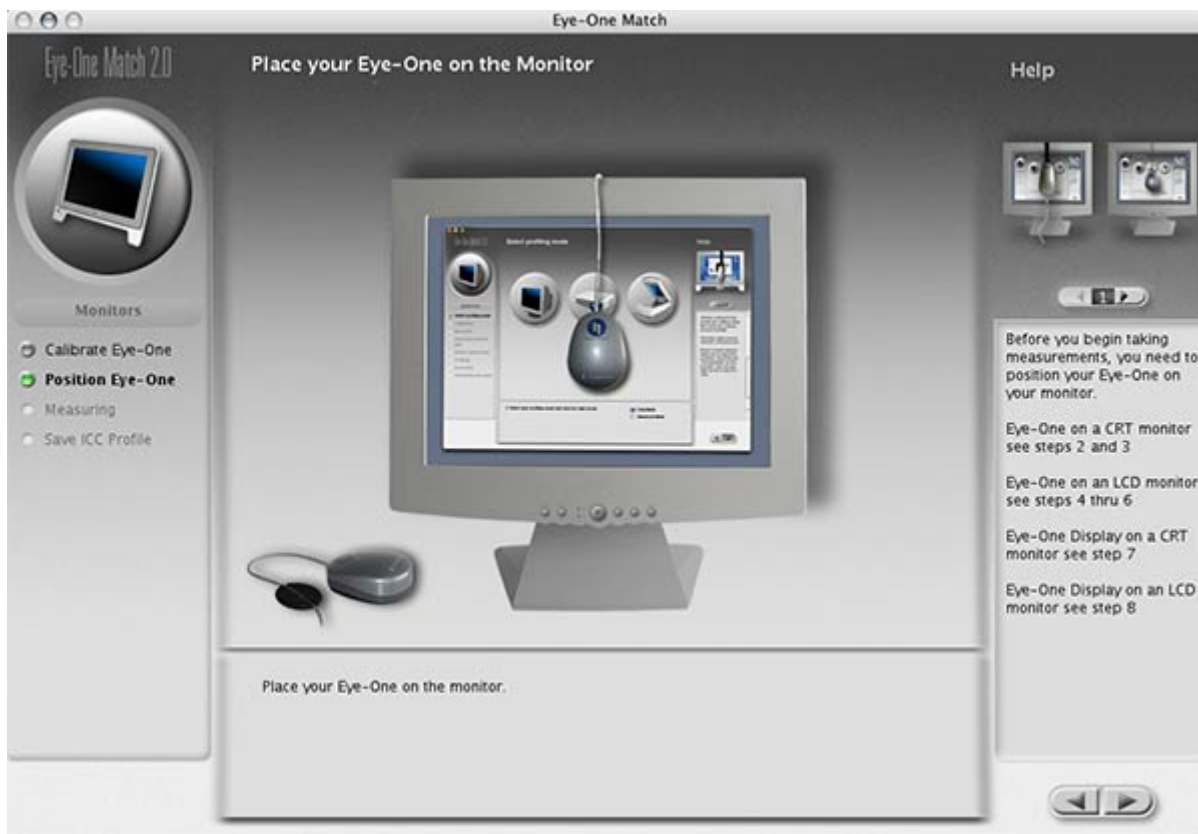 Eye-One Match
Eye-One Match 2.0
Place your Eye-One on the Monitor
Help
Monitors
Calibrate Eye-One
Position Eye-One
Measuring
Save ICC Profile
Select profiling mode
1
Before you begin taking
measurements, you need to
position your Eye-One on
your monitor.
Eye-One on a CRT monitor
see steps 2 and 3
Eye-One on an LCD monitor
see steps 4 thru 6
Eye-One Display on a CRT
monitor see step 7
Eye-One Display on an LCD
monitor see step 8
Place your Eye-One on the monitor.